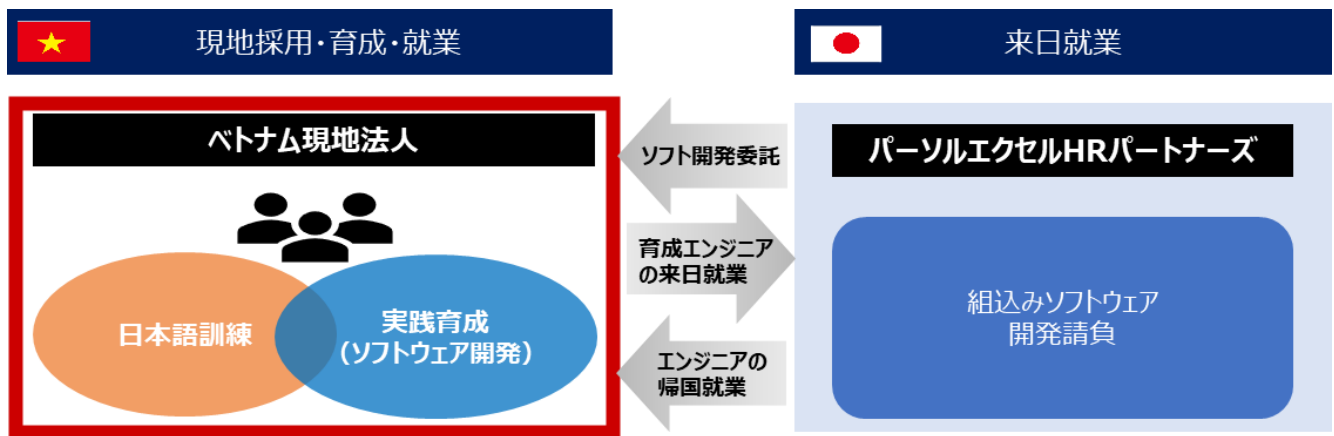 現地採用・育成・就業
来日就業
ベトナム現地法人
日本語訓練
実践育成
(ソフトウェア開発)
ソフト開発委託
育成エンジニア
の来日就業
エンジニアの
帰国就業
パーソルエクセルHRパートナーズ
組込みソフトウェア
開発請負